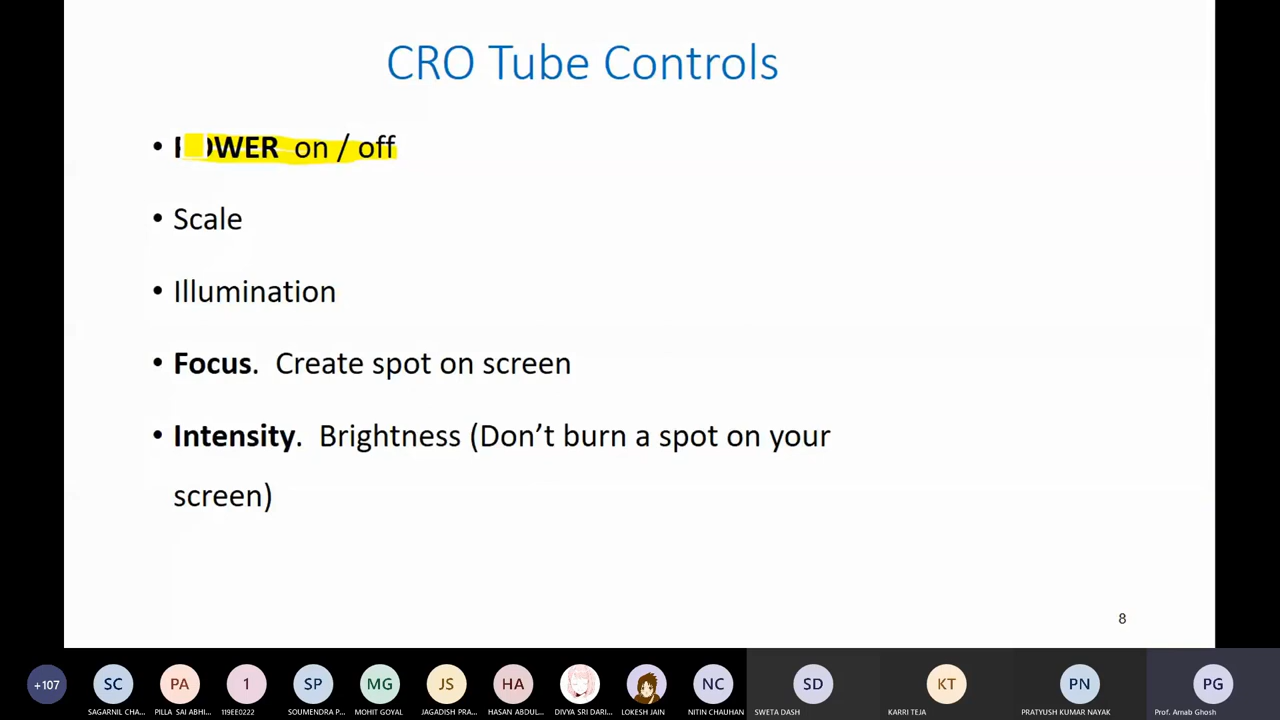 CRO Tube Controls
• POWER on / off
• Scale
• Illumination
• Focus. Create spot on screen
• Intensity. Brightness (Don't burn a spot on your
screen)
8
+107 SC PA 1 SP MG JS HA NC SD KT PN PG
SAGARNIL CHA... PILLA SAI ABHI... 119EE0222 SOUMENDRA P... MOHIT GOYAL JAGADISH PRA... HASAN ABDUL... DIVYA SRI DARI... LOKESH JAIN NITIN CHAUHAN SWETA DASH KARRI TEJA PRATYUSH KUMAR NAYAK Prof. Arnab Ghosh